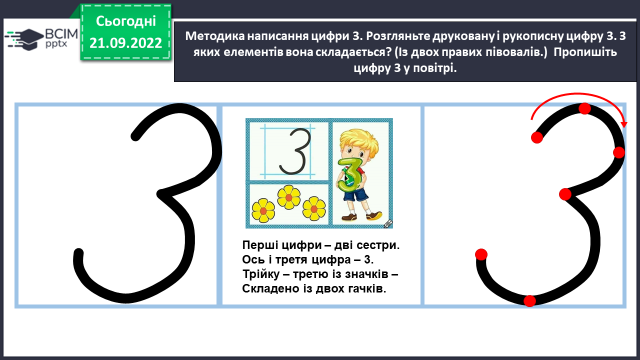 Сьогодні
21.09.2022
ВСІМ
pptx
Методика написання цифри 3. Розгляньте друковану і рукописну цифру 3. З
яких елементів вона складається? (Із двох правих півовалів.) Пропишіть
цифру 3 у повітрі.
3
3
3
3
Перші цифри – дві сестри.
Ось і третя цифра – 3.
Трійку – третю із значків –
Складено із двох гачків.